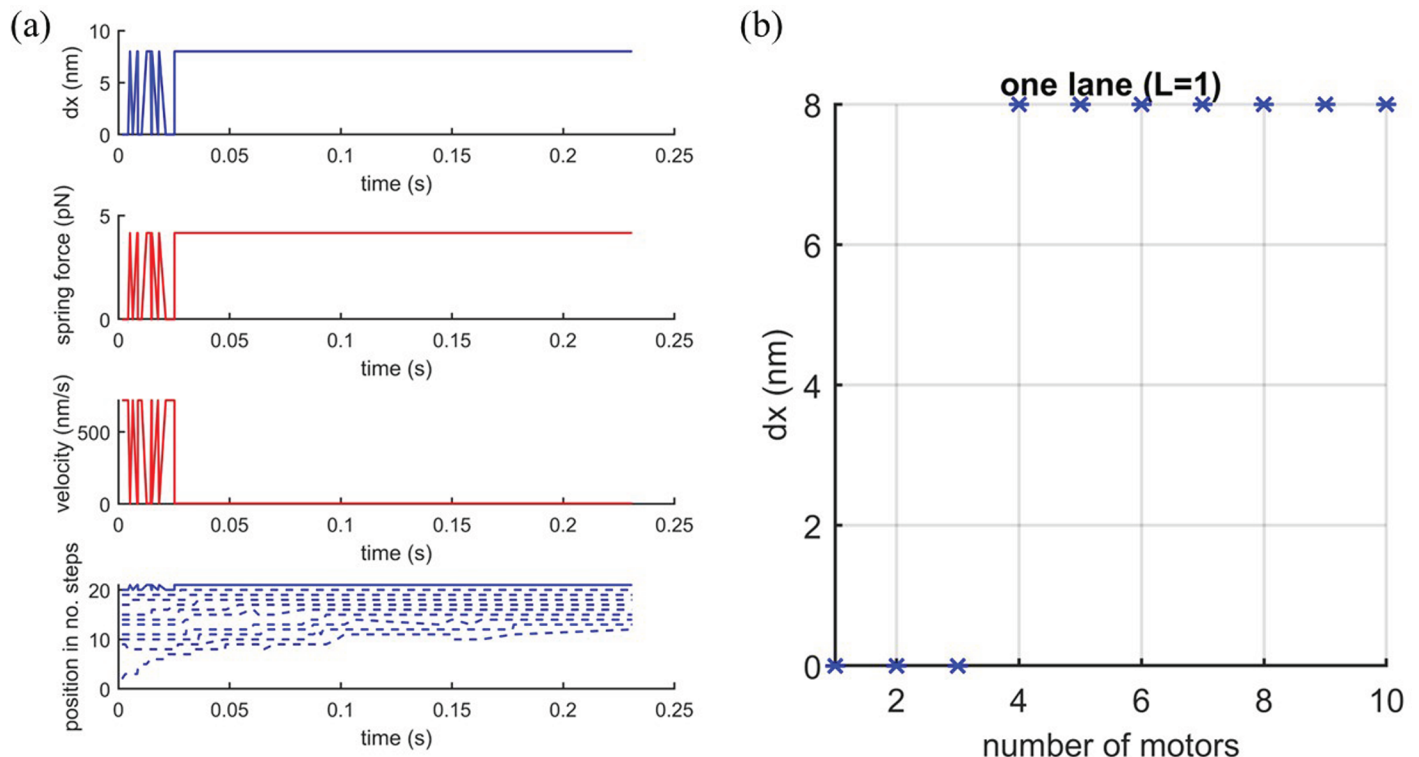 (a)
10
5
0
dx (nm)
0 0.05 0.1 0.15 0.2 0.25
time (s)
5
0
spring force (pN)
0 0.05 0.1 0.15 0.2 0.25
time (s)
500
0
velocity (nm/s)
0 0.05 0.1 0.15 0.2 0.25
time (s)
20
10
0
position in no. steps
0 0.05 0.1 0.15 0.2 0.25
time (s)
(b)
one lane (L=1)
8
6
4
2
0
dx (nm)
2 4 6 8 10
number of motors